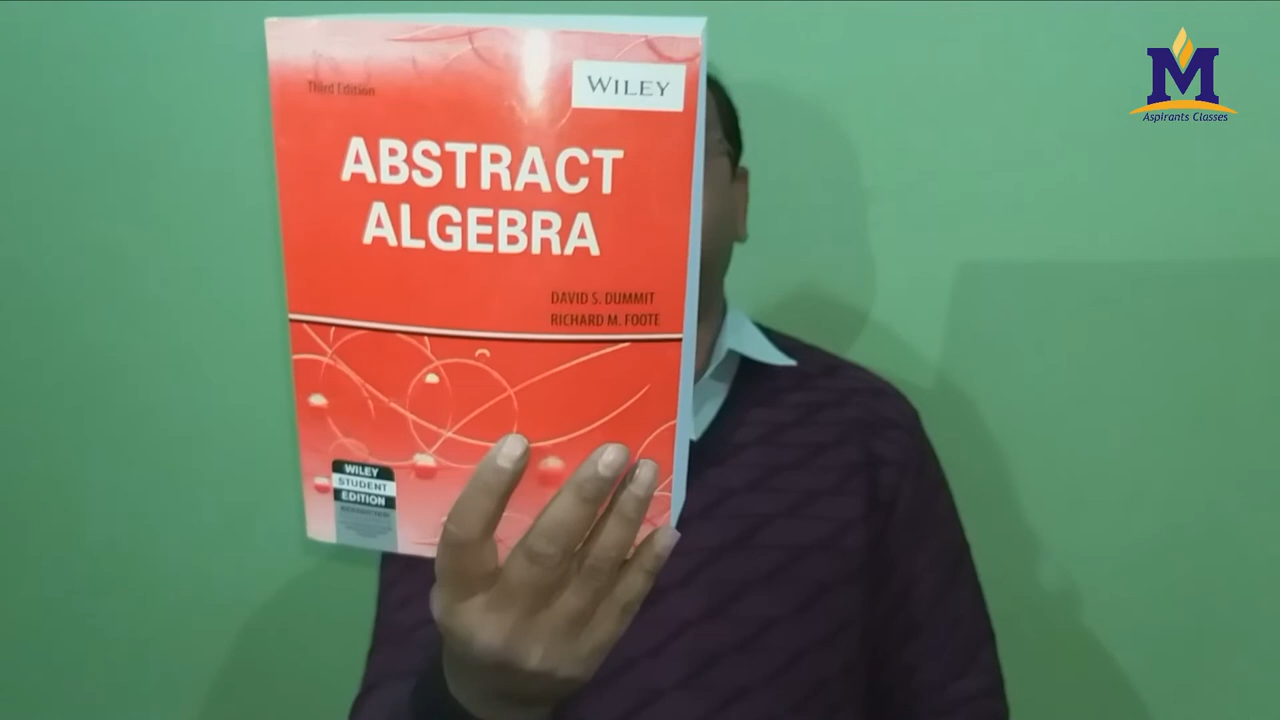 Third Edition
WILEY
ABSTRACT
ALGEBRA
DAVID S. DUMMIT
RICHARD M. FOOTE
WILEY
STUDENT
EDITION
M
Aspirants Classes